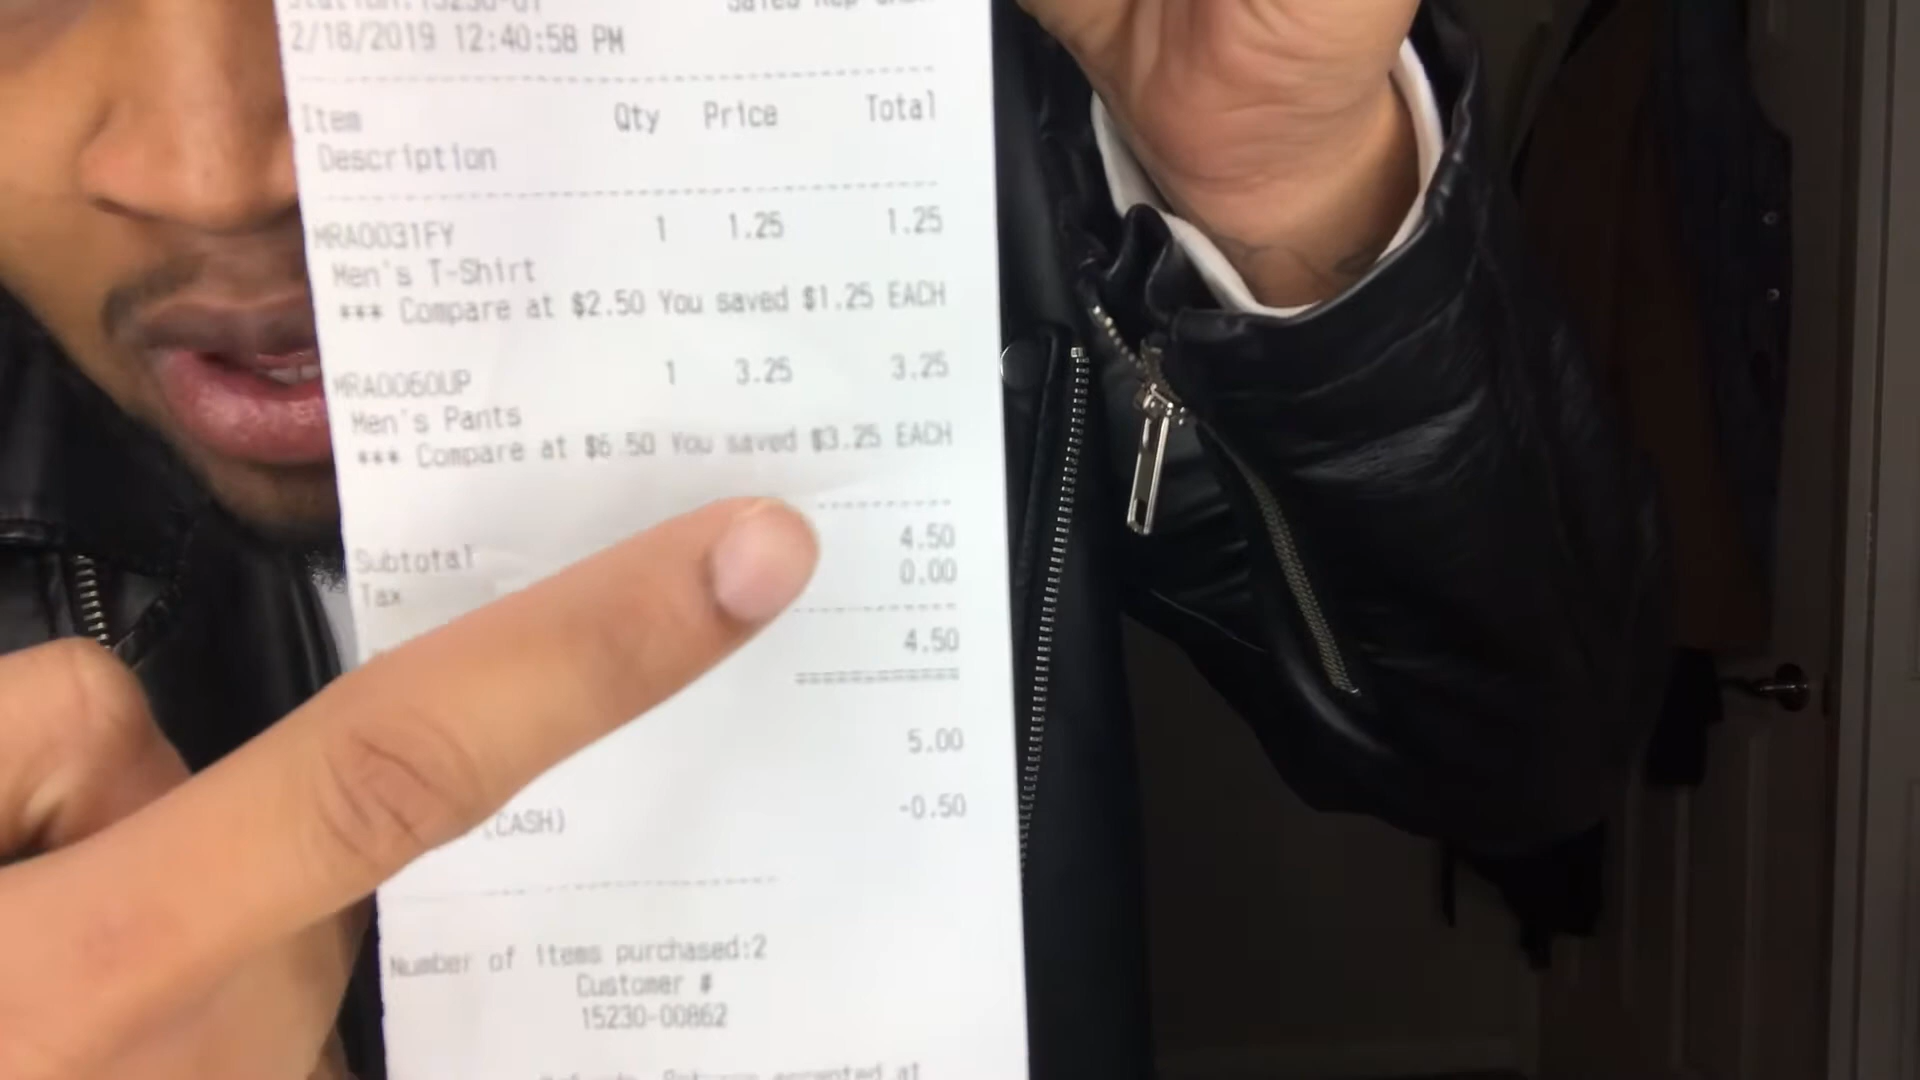 2/18/2019 12:40:58 PM
Item Qty Price Total
Description
MRA0031FY 1 1.25 1.25
Men's T-Shirt
*** Compare at $2.50 You saved $1.25 EACH
MRA0060UP 1 3.25 3.25
Men's Pants
*** Compare at $6.50 You saved $3.25 EACH
Subtotal 4.50
Tax 0.00
4.50
5.00
(CASH) -0.50
Number of items purchased:2
Customer #
15230-00862